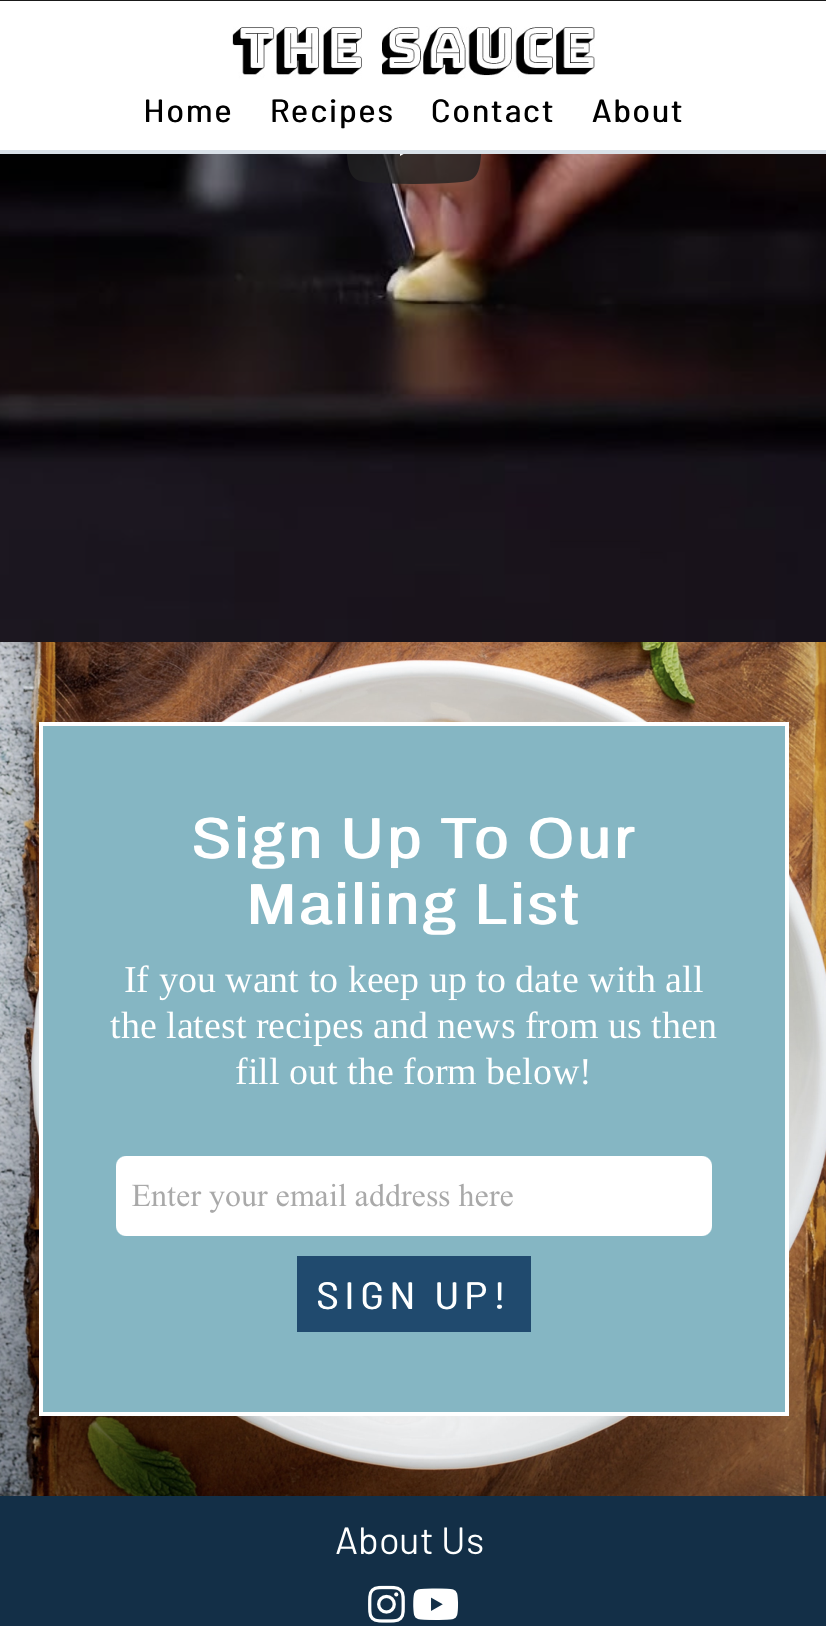 THE SAUCE
Home Recipes Contact About
Sign Up To Our
Mailing List
If you want to keep up to date with all
the latest recipes and news from us then
fill out the form below!
Enter your email address here
SIGN UP!
About Us